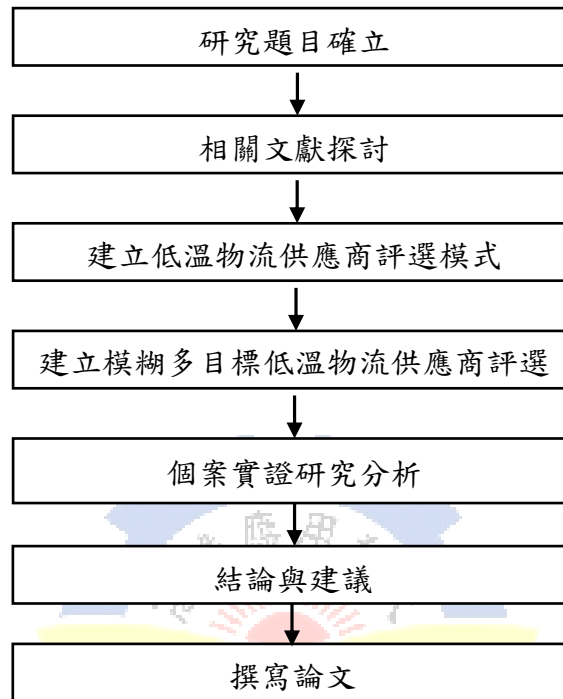 研究題目確立
相關文獻探討
建立低溫物流供應商評選模式
建立模糊多目標低溫物流供應商評選
個案實證研究分析
結論與建議
撰寫論文